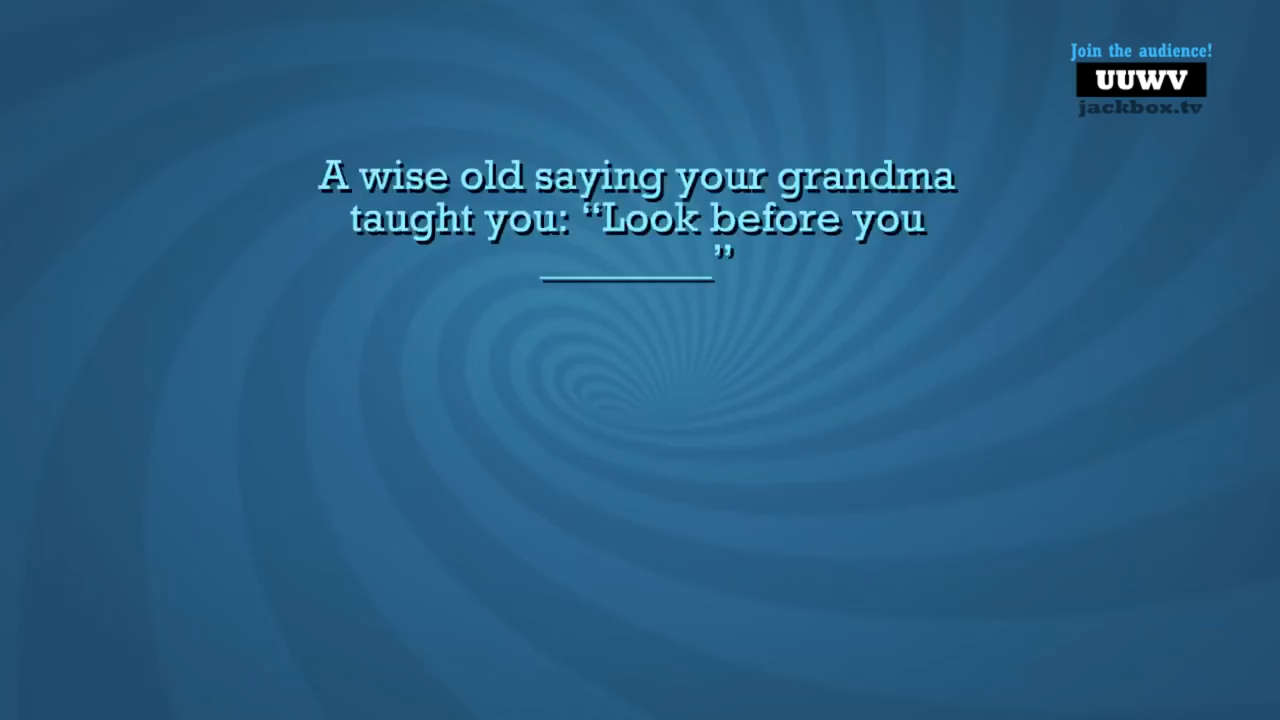 Join the audience!
UUWV
jackbox.tv
A wise old saying your grandma
taught you: “Look before you
________”